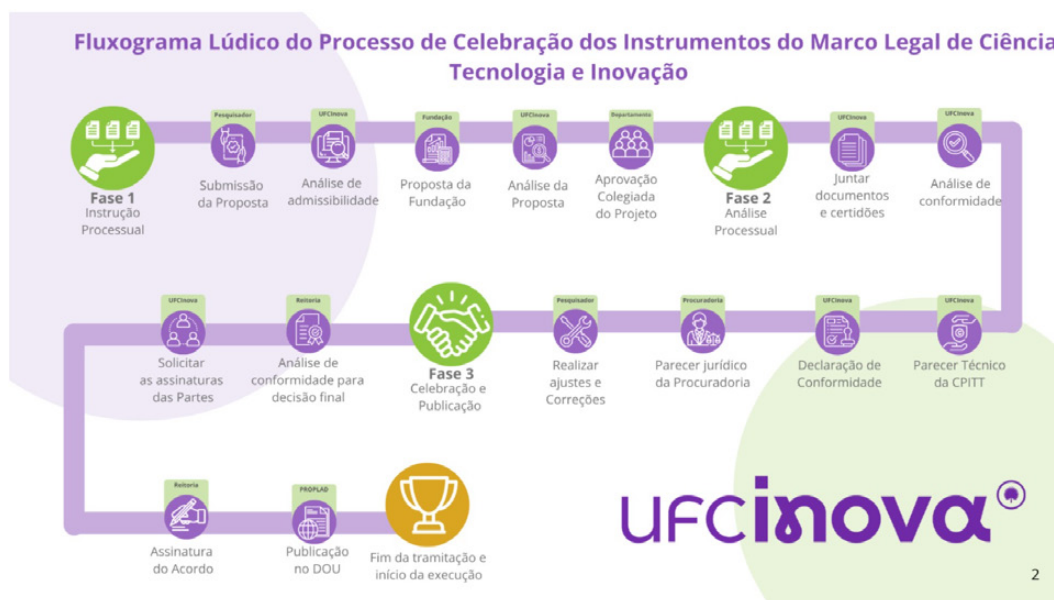 Fluxograma Lúdico do Processo de Celebração dos Instrumentos do Marco Legal de Ciência
Tecnologia e Inovação
Fase 1
Instrução
Processual
Pesquisador
Submissão
da Proposta
UFCInova
Análise de
admissibilidade
Fundação
Proposta da
Fundação
UFCInova
Análise da
Proposta
Departamento
Aprovação
Colegiada
do Projeto
Fase 2
Análise
Processual
UFCInova
Juntar
documentos
e certidões
UFCInova
Análise de
conformidade
UFCInova
Parecer Técnico
da CPITT
UFCInova
Declaração de
Conformidade
Procuradoria
Parecer jurídico
da Procuradoria
Pesquisador
Realizar
ajustes e
Correções
Fase 3
Celebração e
Publicação
Reitoria
Análise de
conformidade para
decisão final
UFCInova
Solicitar
as assinaturas
das Partes
Reitoria
Assinatura
do Acordo
PROPLAD
Publicação
no DOU
Fim da tramitação e
início da execução
UFCinova
2